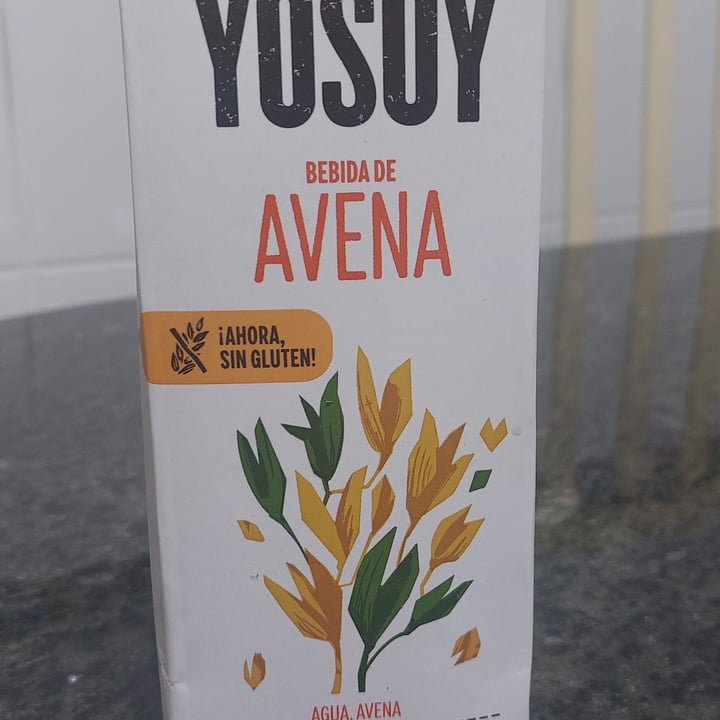 YOSOY
BEBIDA DE
AVENA
¡AHORA,
SIN GLUTEN!
AGUA, AVENA